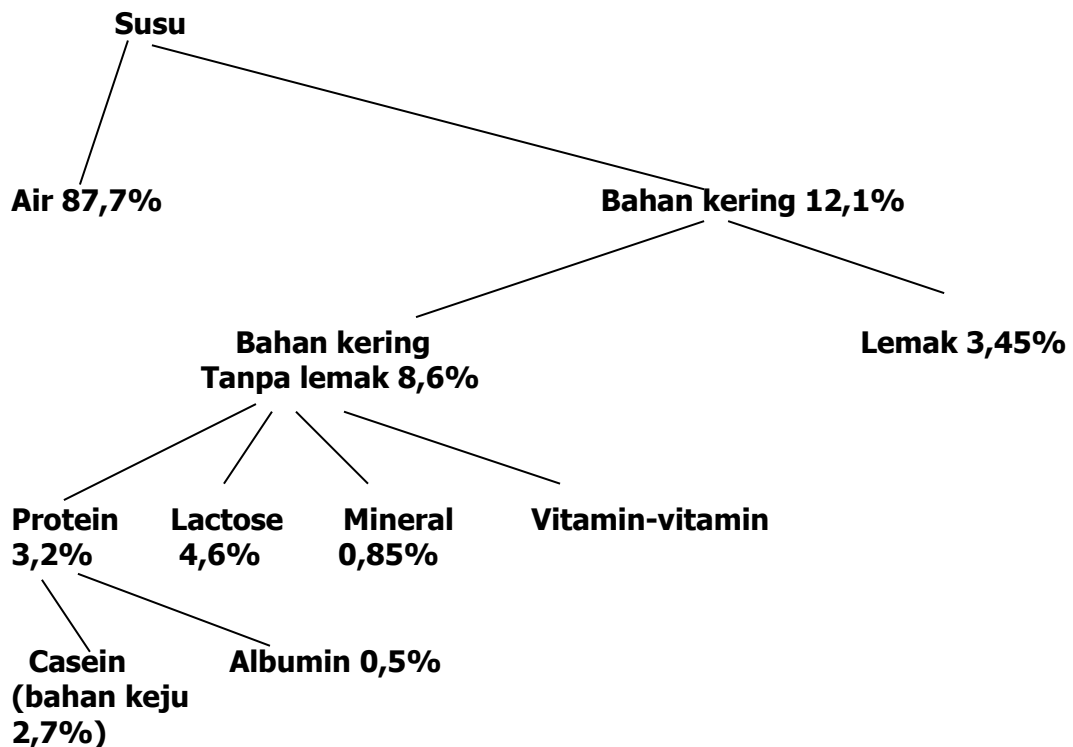 Susu
Air 87,7%
Bahan kering 12,1%
Bahan kering
Tanpa lemak 8,6%
Lemak 3,45%
Protein
3,2%
Lactose
4,6%
Mineral
0,85%
Vitamin-vitamin
Casein
(bahan keju
2,7%)
Albumin 0,5%